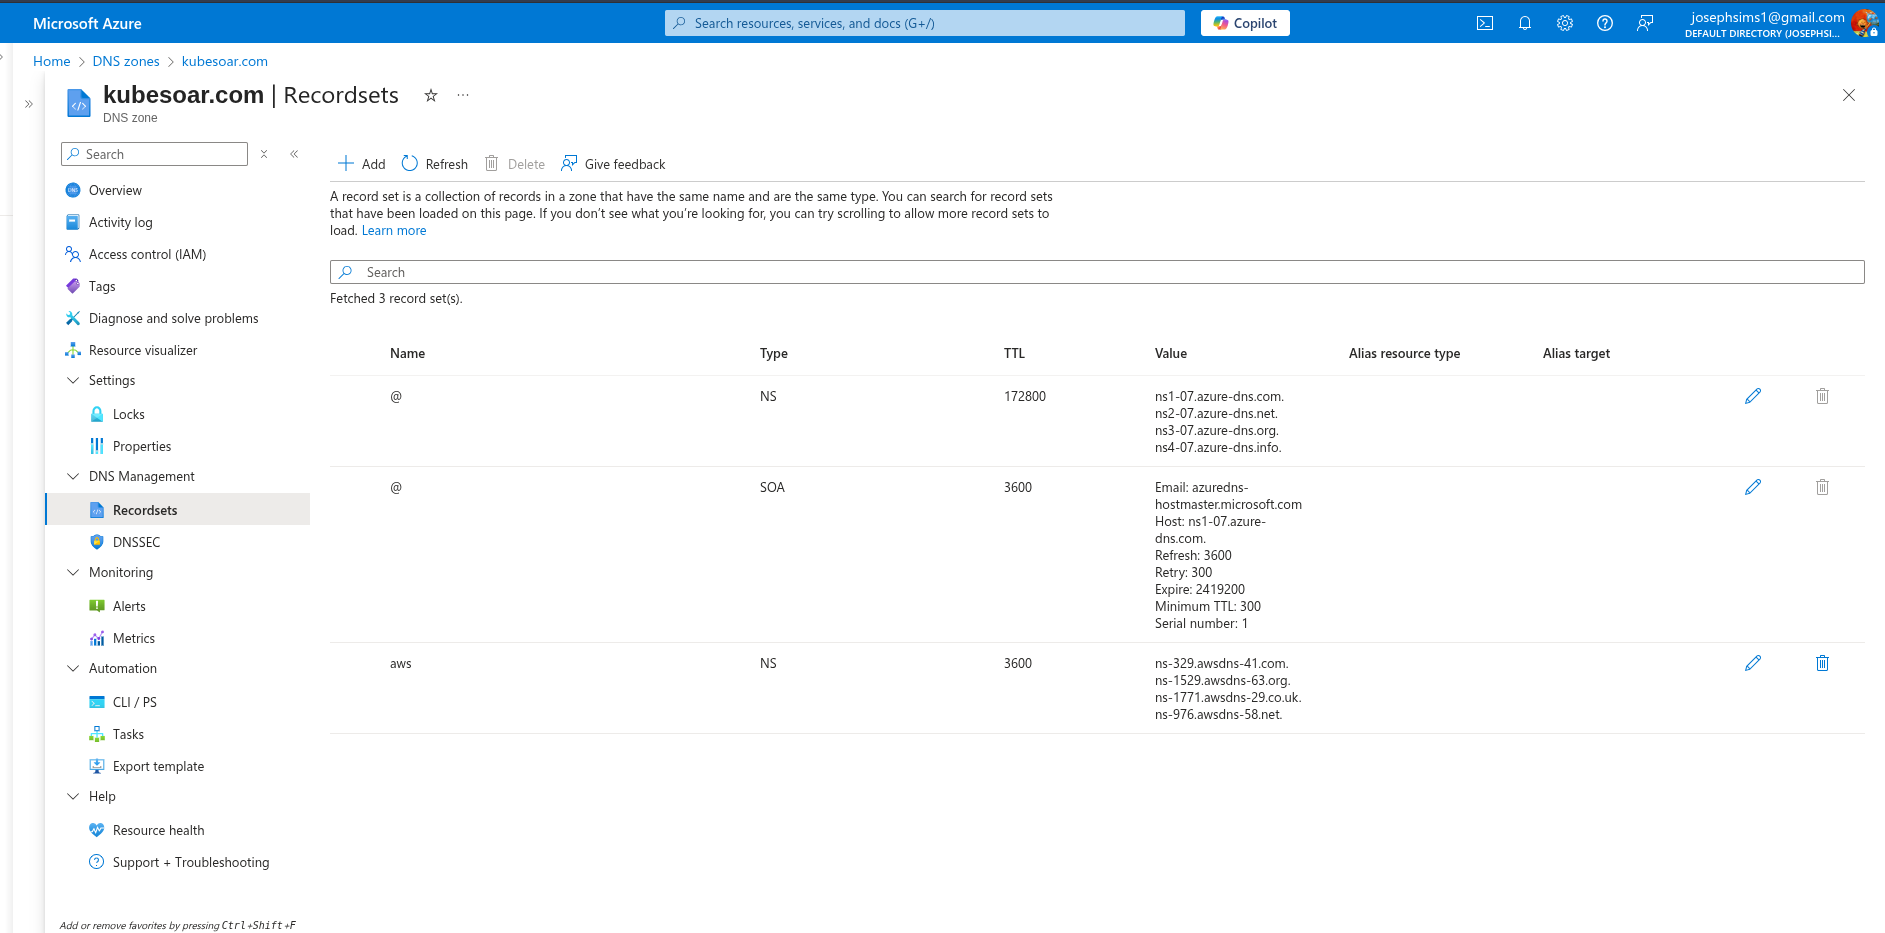 Microsoft Azure
Search resources, services, and docs (G+/)
Copilot
josephsims1@gmail.com
DEFAULT DIRECTORY (JOSEPHSI...
Home > DNS zones > kubesoar.com
kubesoar.com | Recordsets
DNS zone
Search
Overview
Activity log
Access control (IAM)
Tags
Diagnose and solve problems
Resource visualizer
Settings
Locks
Properties
DNS Management
Recordsets
DNSSEC
Monitoring
Alerts
Metrics
Automation
CLI / PS
Tasks
Export template
Help
Resource health
Support + Troubleshooting
Add or remove favorites by pressing Ctrl+Shift+F
Add Refresh Delete Give feedback
A record set is a collection of records in a zone that have the same name and are the same type. You can search for record sets
that have been loaded on this page. If you don’t see what you’re looking for, you can try scrolling to allow more record sets to
load. Learn more
Search
Fetched 3 record set(s).
Name Type TTL Value Alias resource type Alias target
@ NS 172800 ns1-07.azure-dns.com.
ns2-07.azure-dns.net.
ns3-07.azure-dns.org.
ns4-07.azure-dns.info.
@ SOA 3600 Email: azuredns-
hostmaster.microsoft.com
Host: ns1-07.azure-
dns.com.
Refresh: 3600
Retry: 300
Expire: 2419200
Minimum TTL: 300
Serial number: 1
aws NS 3600 ns-329.awsdns-41.com.
ns-1529.awsdns-63.org.
ns-1771.awsdns-29.co.uk.
ns-976.awsdns-58.net.